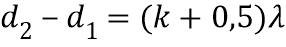 d₂ − d₁ = (k + 0,5)λ